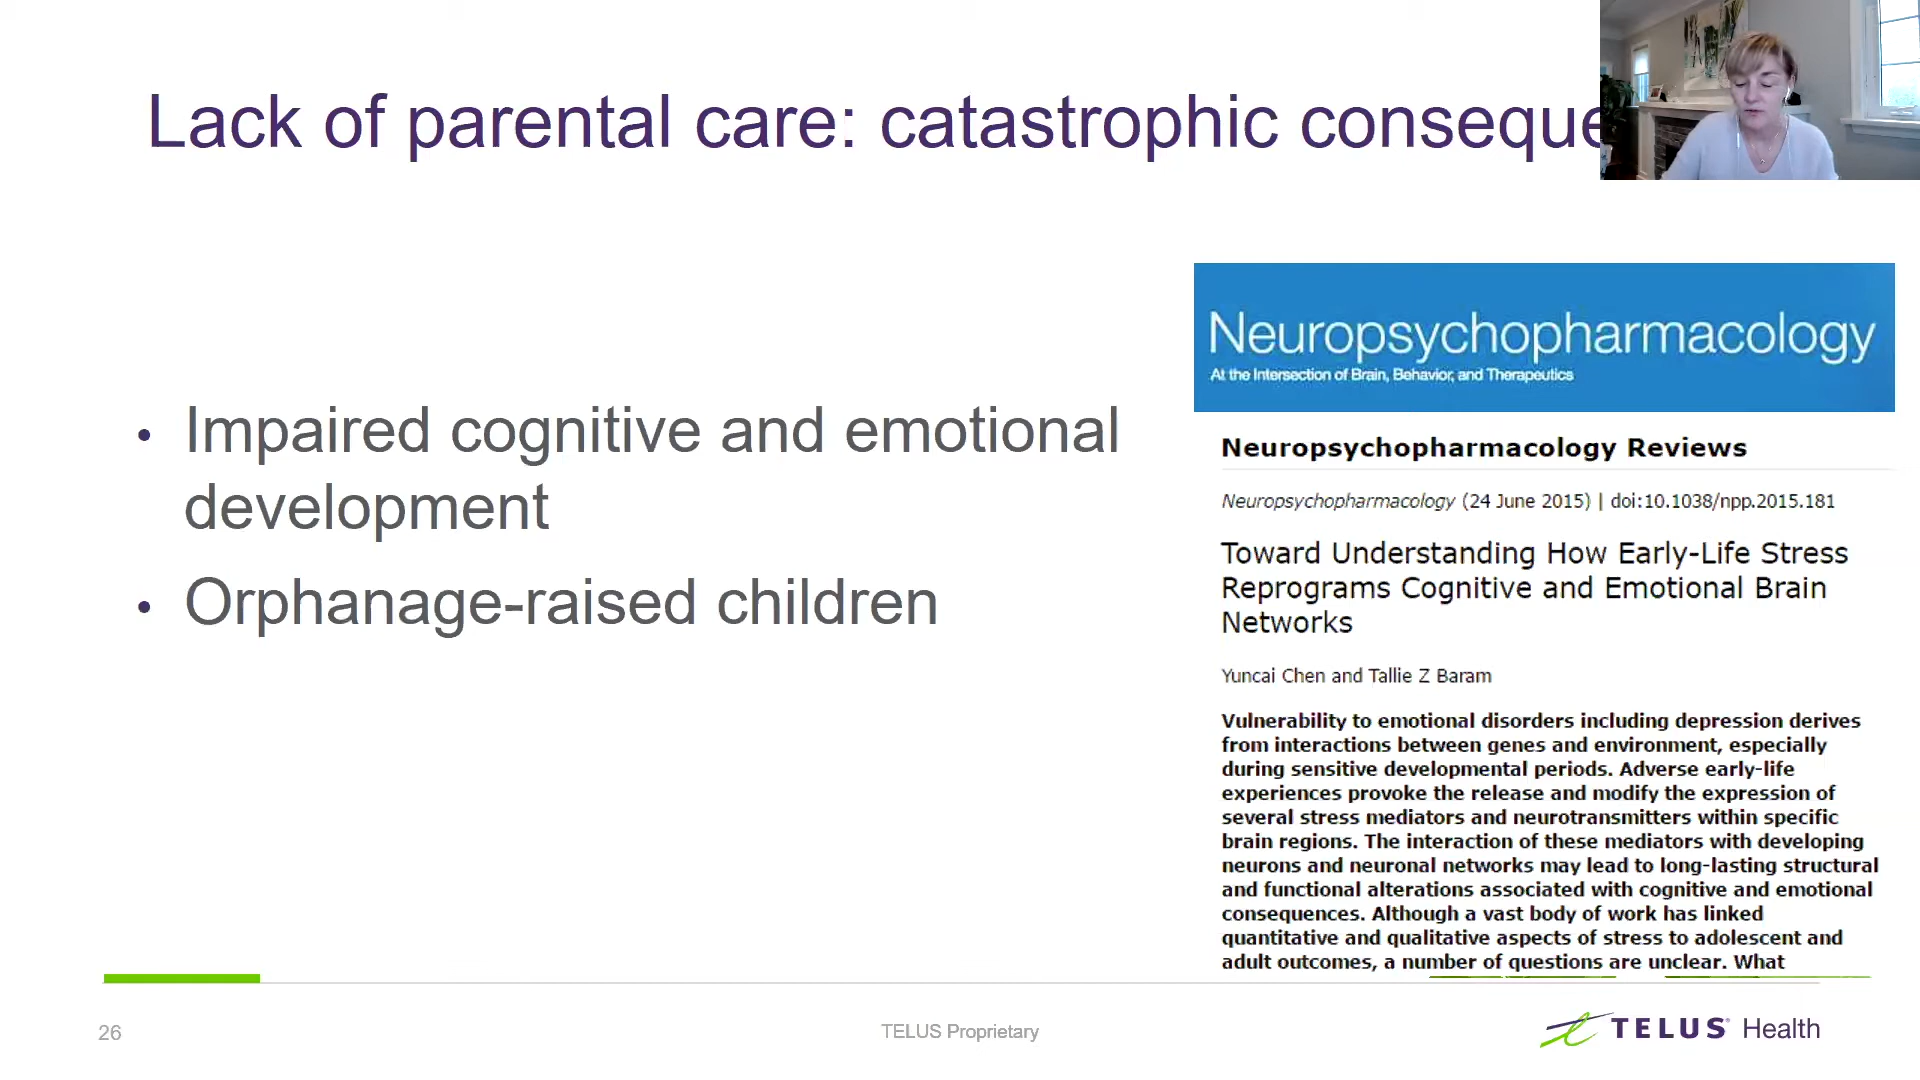 Lack of parental care: catastrophic conseque
• Impaired cognitive and emotional
development
• Orphanage-raised children
Neuropsychopharmacology
At the Intersection of Brain, Behavior, and Therapeutics
Neuropsychopharmacology Reviews
Neuropsychopharmacology (24 June 2015) | doi:10.1038/npp.2015.181
Toward Understanding How Early-Life Stress
Reprograms Cognitive and Emotional Brain
Networks
Yuncai Chen and Tallie Z Baram
Vulnerability to emotional disorders including depression derives
from interactions between genes and environment, especially
during sensitive developmental periods. Adverse early-life
experiences provoke the release and modify the expression of
several stress mediators and neurotransmitters within specific
brain regions. The interaction of these mediators with developing
neurons and neuronal networks may lead to long-lasting structural
and functional alterations associated with cognitive and emotional
consequences. Although a vast body of work has linked
quantitative and qualitative aspects of stress to adolescent and
adult outcomes, a number of questions are unclear. What
26
TELUS Proprietary
TELUS® Health